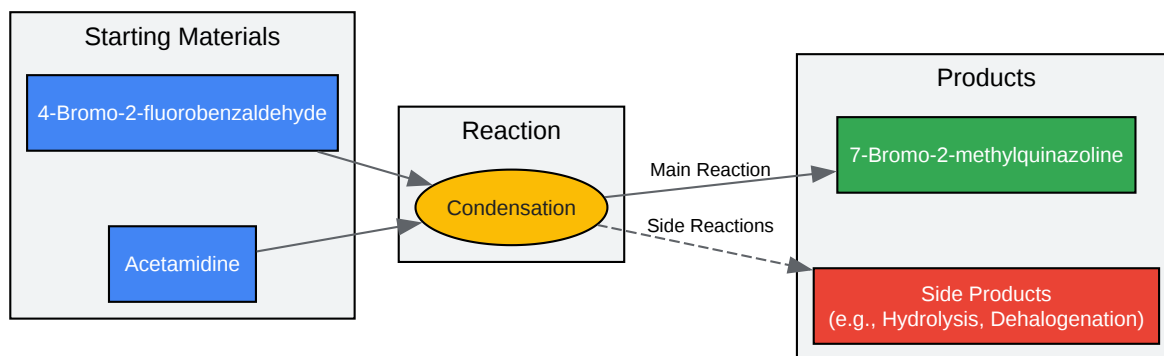 Starting Materials
4-Bromo-2-fluorobenzaldehyde
Acetamidine
Reaction
Condensation
Main Reaction
Side Reactions
Products
7-Bromo-2-methylquinazoline
Side Products
(e.g., Hydrolysis, Dehalogenation)